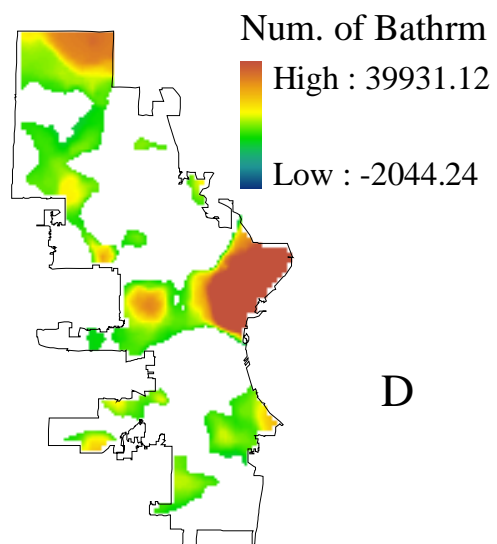 Num. of Bathrm
High : 39931.12
Low : -2044.24
D